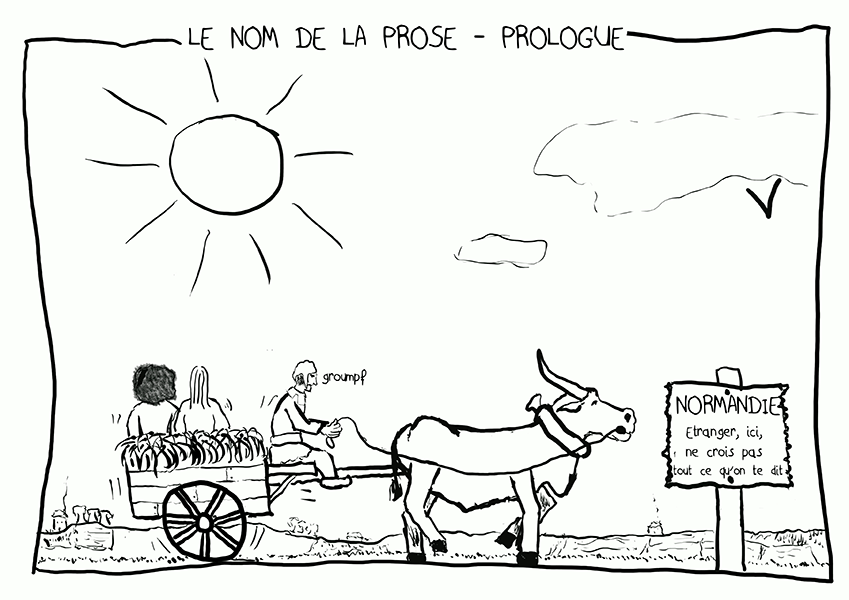 LE NOM DE LA PROSE - PROLOGUE
groumpf
NORMANDIE
Etranger, ici,
ne crois pas
tout ce qu'on te dit